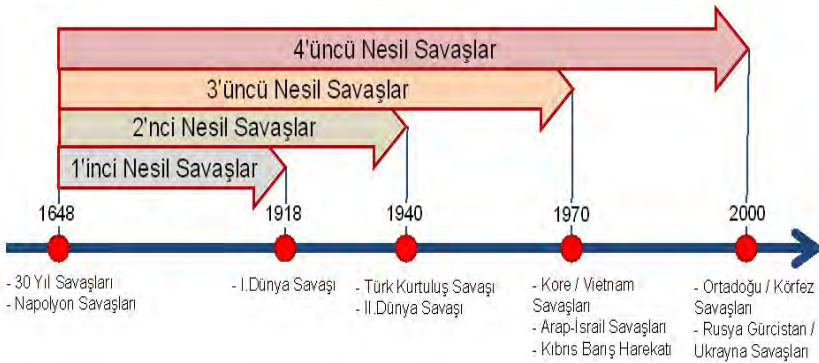 4'üncü Nesil Savaşlar
3'üncü Nesil Savaşlar
2'nci Nesil Savaşlar
1'inci Nesil Savaşlar
1648
1918
1940
1970
2000
- 30 Yıl Savaşları
- Napolyon Savaşları
- I.Dünya Savaşı
- Türk Kurtuluş Savaşı
- II.Dünya Savaşı
- Kore / Vietnam
Savaşları
- Arap-İsrail Savaşları
- Kıbrıs Barış Harekatı
- Ortadoğu / Körfez
Savaşları
- Rusya Gürcistan /
Ukrayna Savaşları